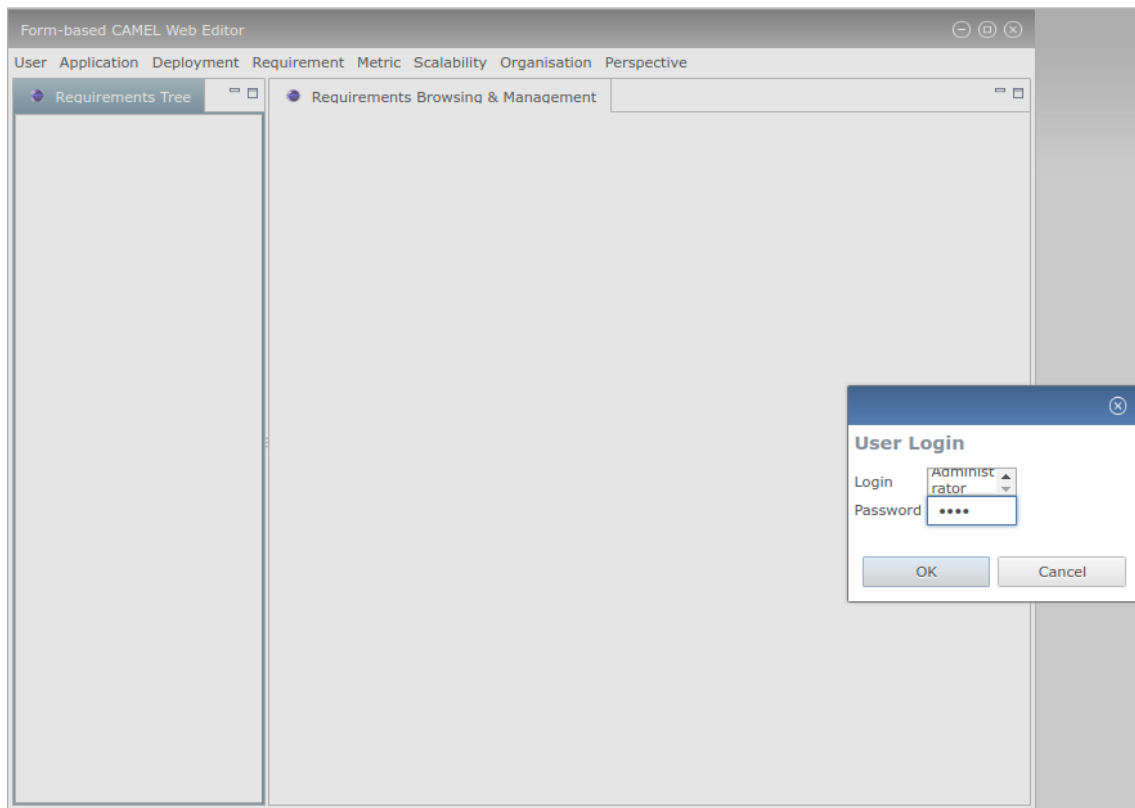 Form-based CAMEL Web Editor
User Application Deployment Requirement Metric Scalability Organisation Perspective
Requirements Tree
Requirements Browsing & Management
User Login
Login Administ
rator
Password ••••
OK Cancel